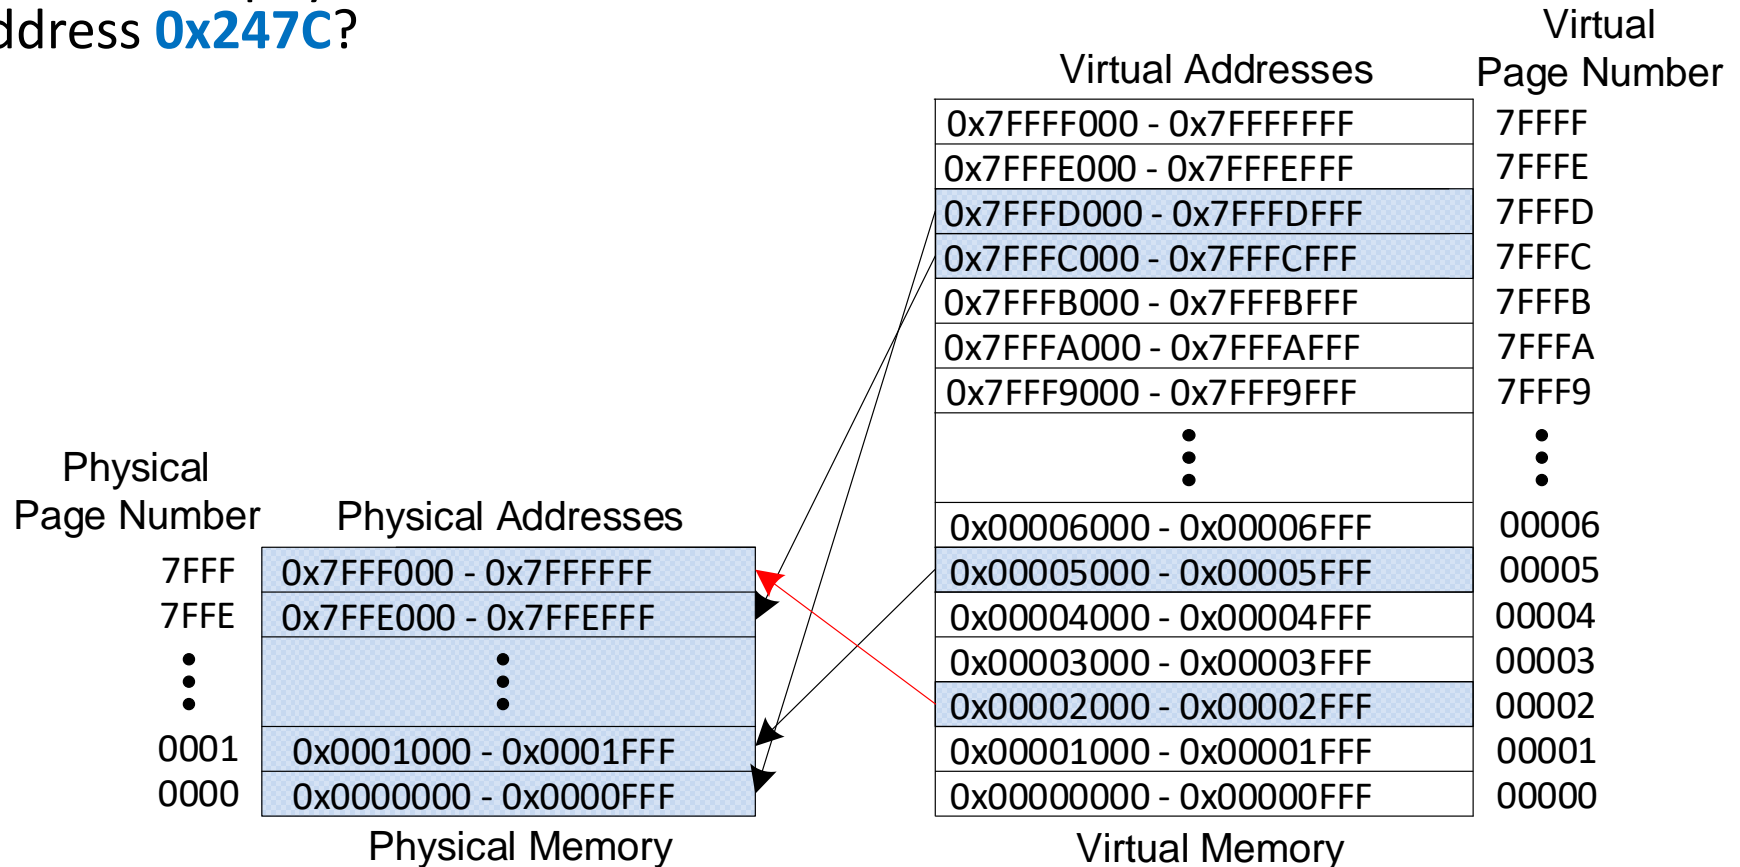 ddress 0x247C?
Virtual
Page Number
Virtual Addresses
0x7FFFF000 - 0x7FFFFFFF 7FFFF
0x7FFFE000 - 0x7FFFEFFF 7FFFE
0x7FFFD000 - 0x7FFFDFFF 7FFFD
0x7FFFC000 - 0x7FFFCFFF 7FFFC
0x7FFFB000 - 0x7FFFBFFF 7FFFB
0x7FFFA000 - 0x7FFFAFFF 7FFFA
0x7FFF9000 - 0x7FFF9FFF 7FFF9
0x00006000 - 0x00006FFF 00006
0x00005000 - 0x00005FFF 00005
0x00004000 - 0x00004FFF 00004
0x00003000 - 0x00003FFF 00003
0x00002000 - 0x00002FFF 00002
0x00001000 - 0x00001FFF 00001
0x00000000 - 0x00000FFF 00000
Virtual Memory
Physical
Page Number
Physical Addresses
7FFF 0x7FFF000 - 0x7FFFFFF
7FFE 0x7FFE000 - 0x7FFEFFF
0001 0x0001000 - 0x0001FFF
0000 0x0000000 - 0x0000FFF
Physical Memory